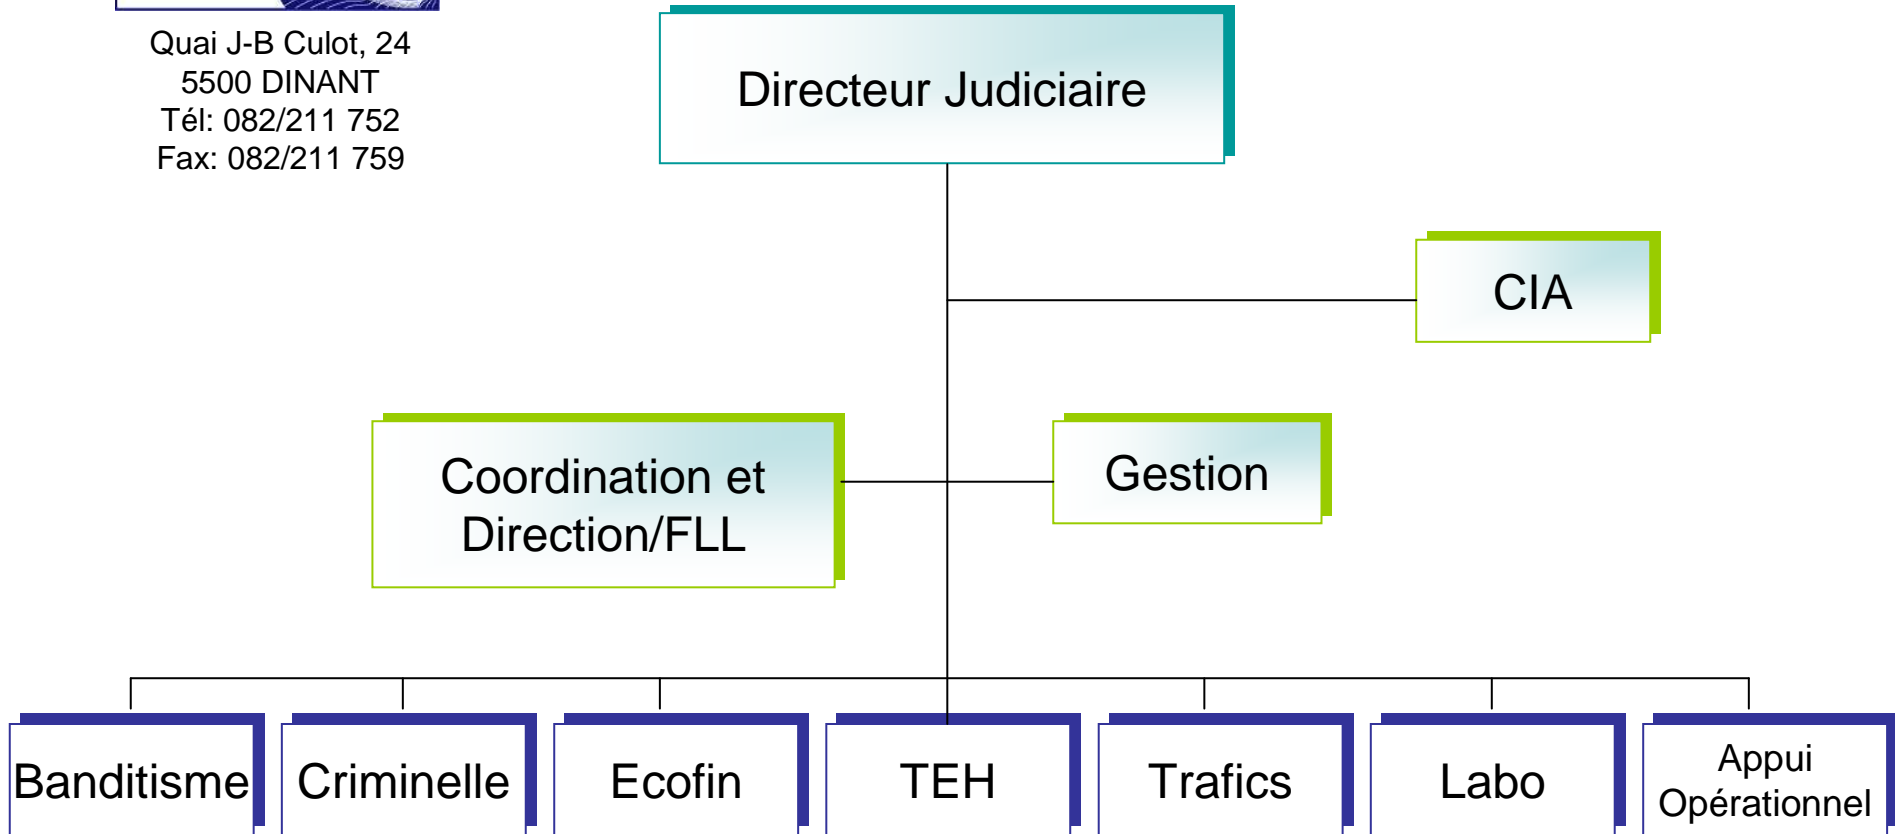 Quai J-B Culot, 24
5500 DINANT
Tél: 082/211 752
Fax: 082/211 759
Directeur Judiciaire
CIA
Coordination et
Direction/FLL
Gestion
Banditisme
Criminelle
Ecofin
TEH
Trafics
Labo
Appui
Opérationnel